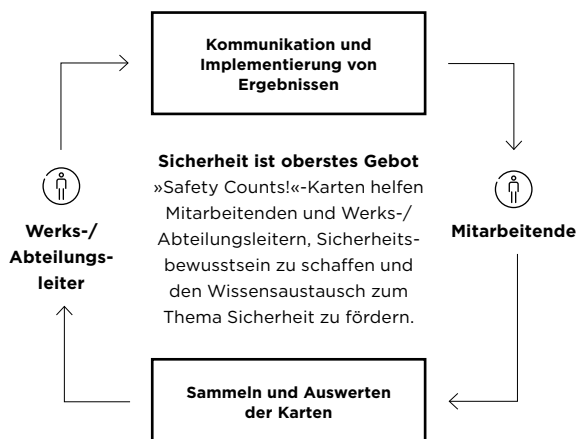 Kommunikation und
Implementierung von
Ergebnissen
Sicherheit ist oberstes Gebot
»Safety Counts!«-Karten helfen
Mitarbeitenden und Werks-/
Abteilungsleitern, Sicherheits-
bewusstsein zu schaffen und
den Wissensaustausch zum
Thema Sicherheit zu fördern.
Werks-/
Abteilungs-
leiter
Mitarbeitende
Sammeln und Auswerten
der Karten